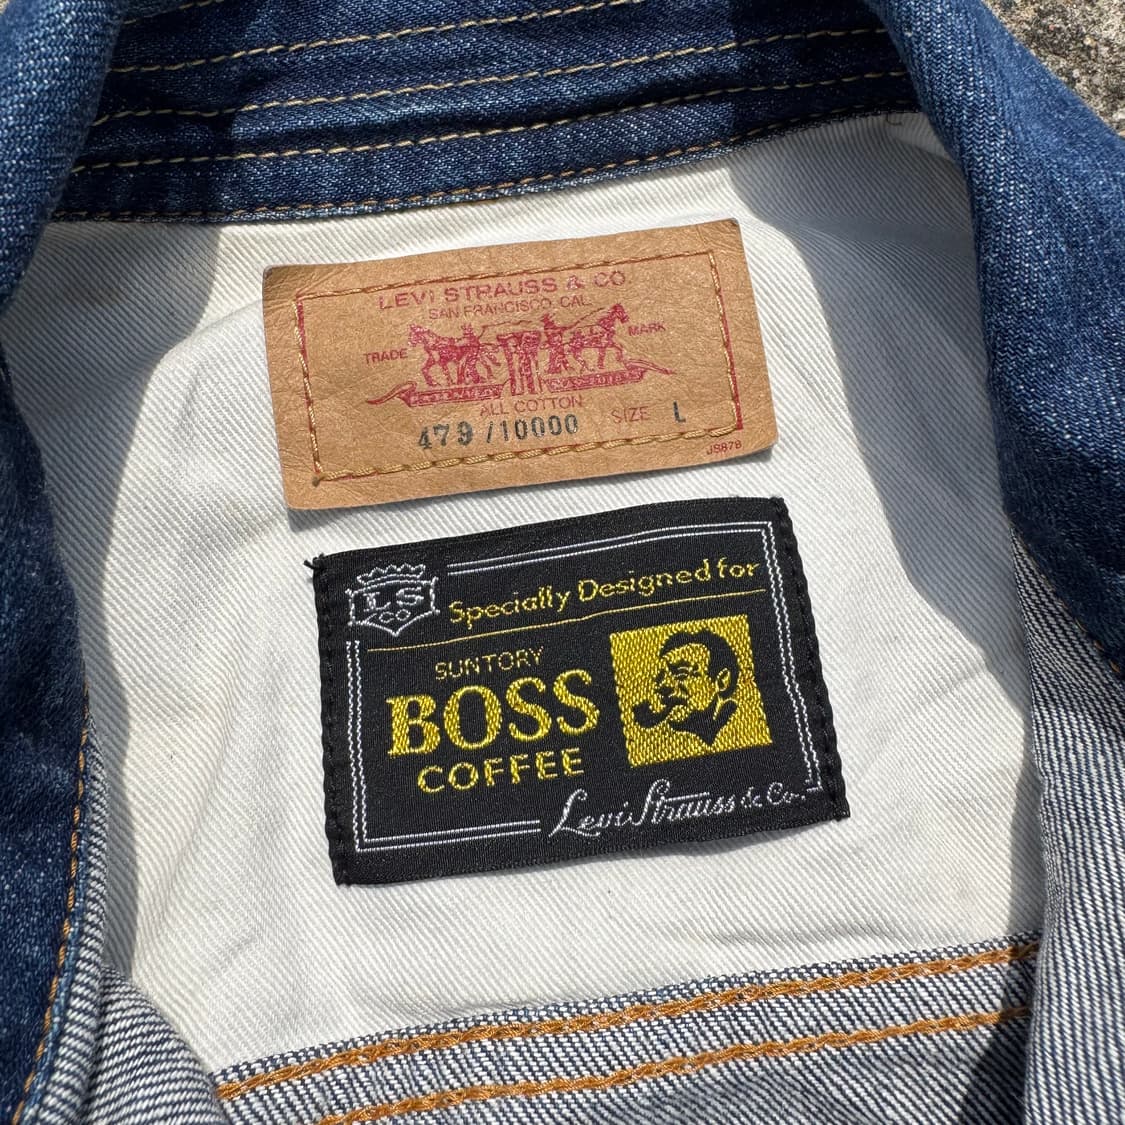 LEVI STRAUSS & CO.
SAN FRANCISCO, CAL.
TRADE MARK
ALL COTTON
479/10000 SIZE L
JS878
LS
CO
Specially Designed for
SUNTORY
BOSS
COFFEE
Levi Strauss & Co.